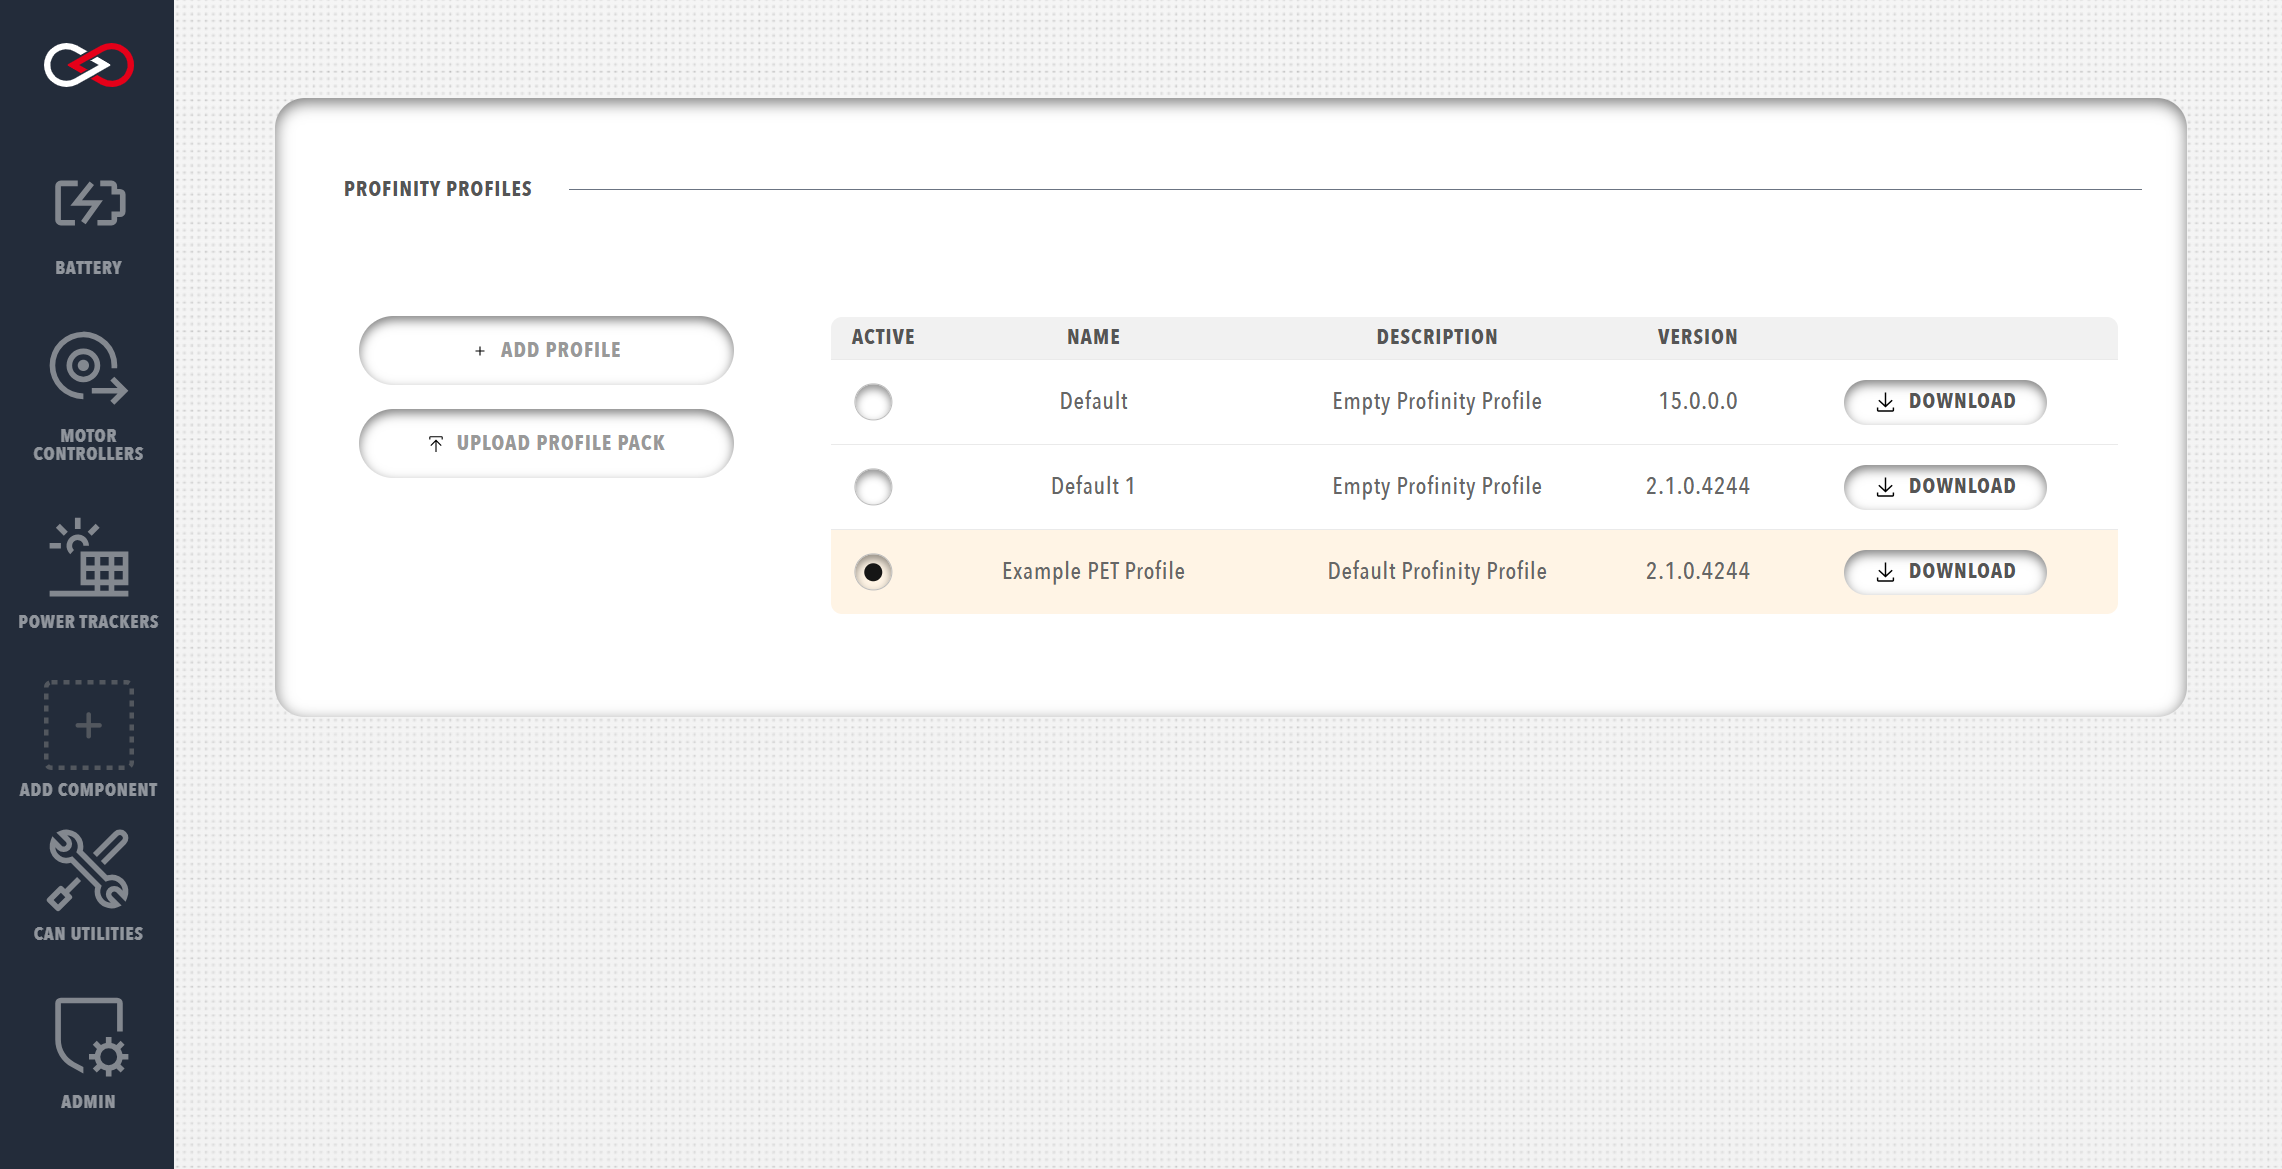 BATTERY
MOTOR
CONTROLLERS
POWER TRACKERS
ADD COMPONENT
CAN UTILITIES
ADMIN
PROFINITY PROFILES
ADD PROFILE
UPLOAD PROFILE PACK
ACTIVE NAME DESCRIPTION VERSION
Default Empty Profinity Profile 15.0.0.0 DOWNLOAD
Default 1 Empty Profinity Profile 2.1.0.4244 DOWNLOAD
Example PET Profile Default Profinity Profile 2.1.0.4244 DOWNLOAD